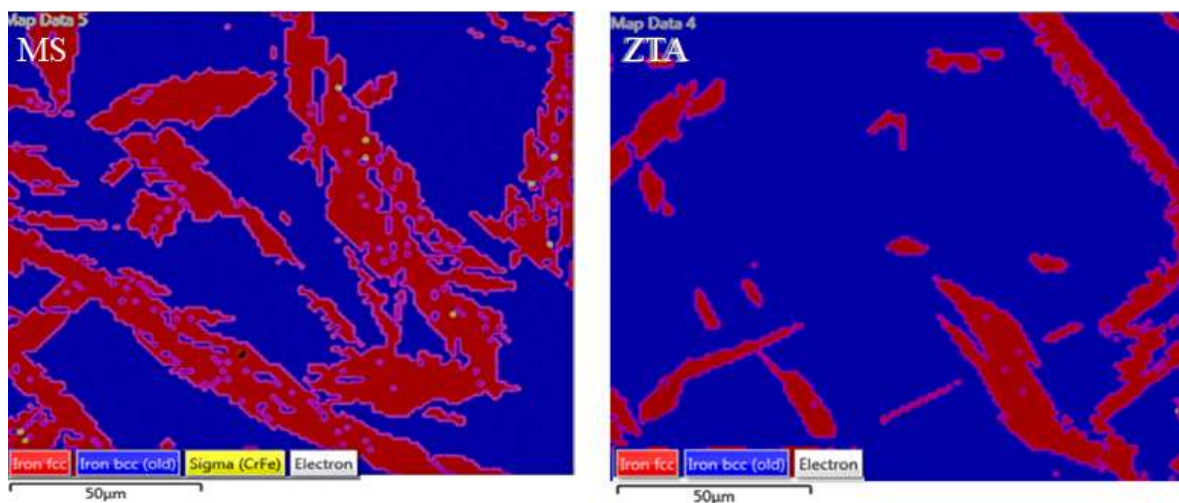 Map Data 5
MS
Iron fcc
Iron bcc (old)
Sigma (CrFe)
Electron
50μm
Map Data 4
ZTA
Iron fcc
Iron bcc (old)
Electron
50μm